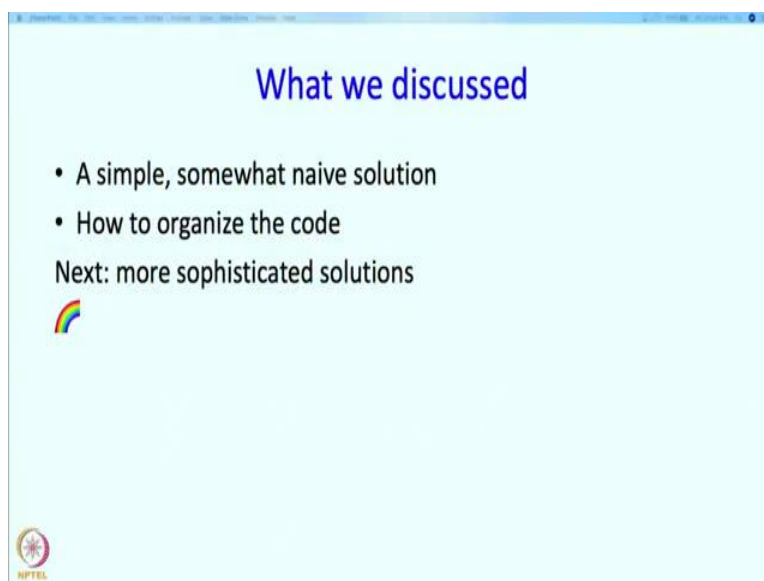 What we discussed
• A simple, somewhat naive solution
• How to organize the code
Next: more sophisticated solutions
NPTEL